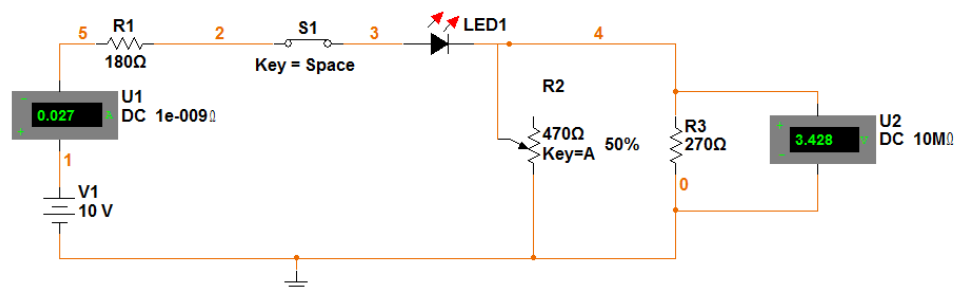 5
R1
180Ω
2
S1
Key = Space
3
LED1
4
U1
DC 1e-009Ω
0.027 A
−
+
1
V1
10 V
R2
470Ω
Key=A
50%
R3
270Ω
0
U2
DC 10MΩ
+
3.428 V
−